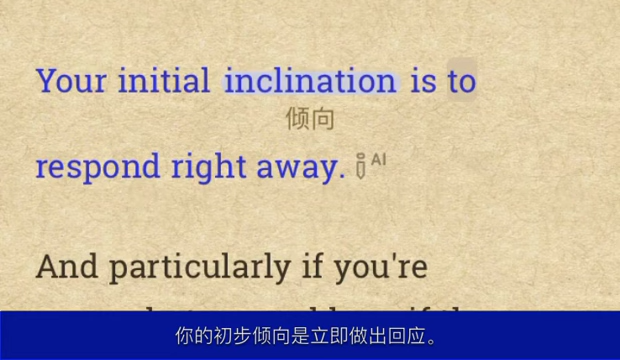 Your initial inclination is to
倾向
respond right away. AI
And particularly if you're
你的初步倾向是立即做出回应。